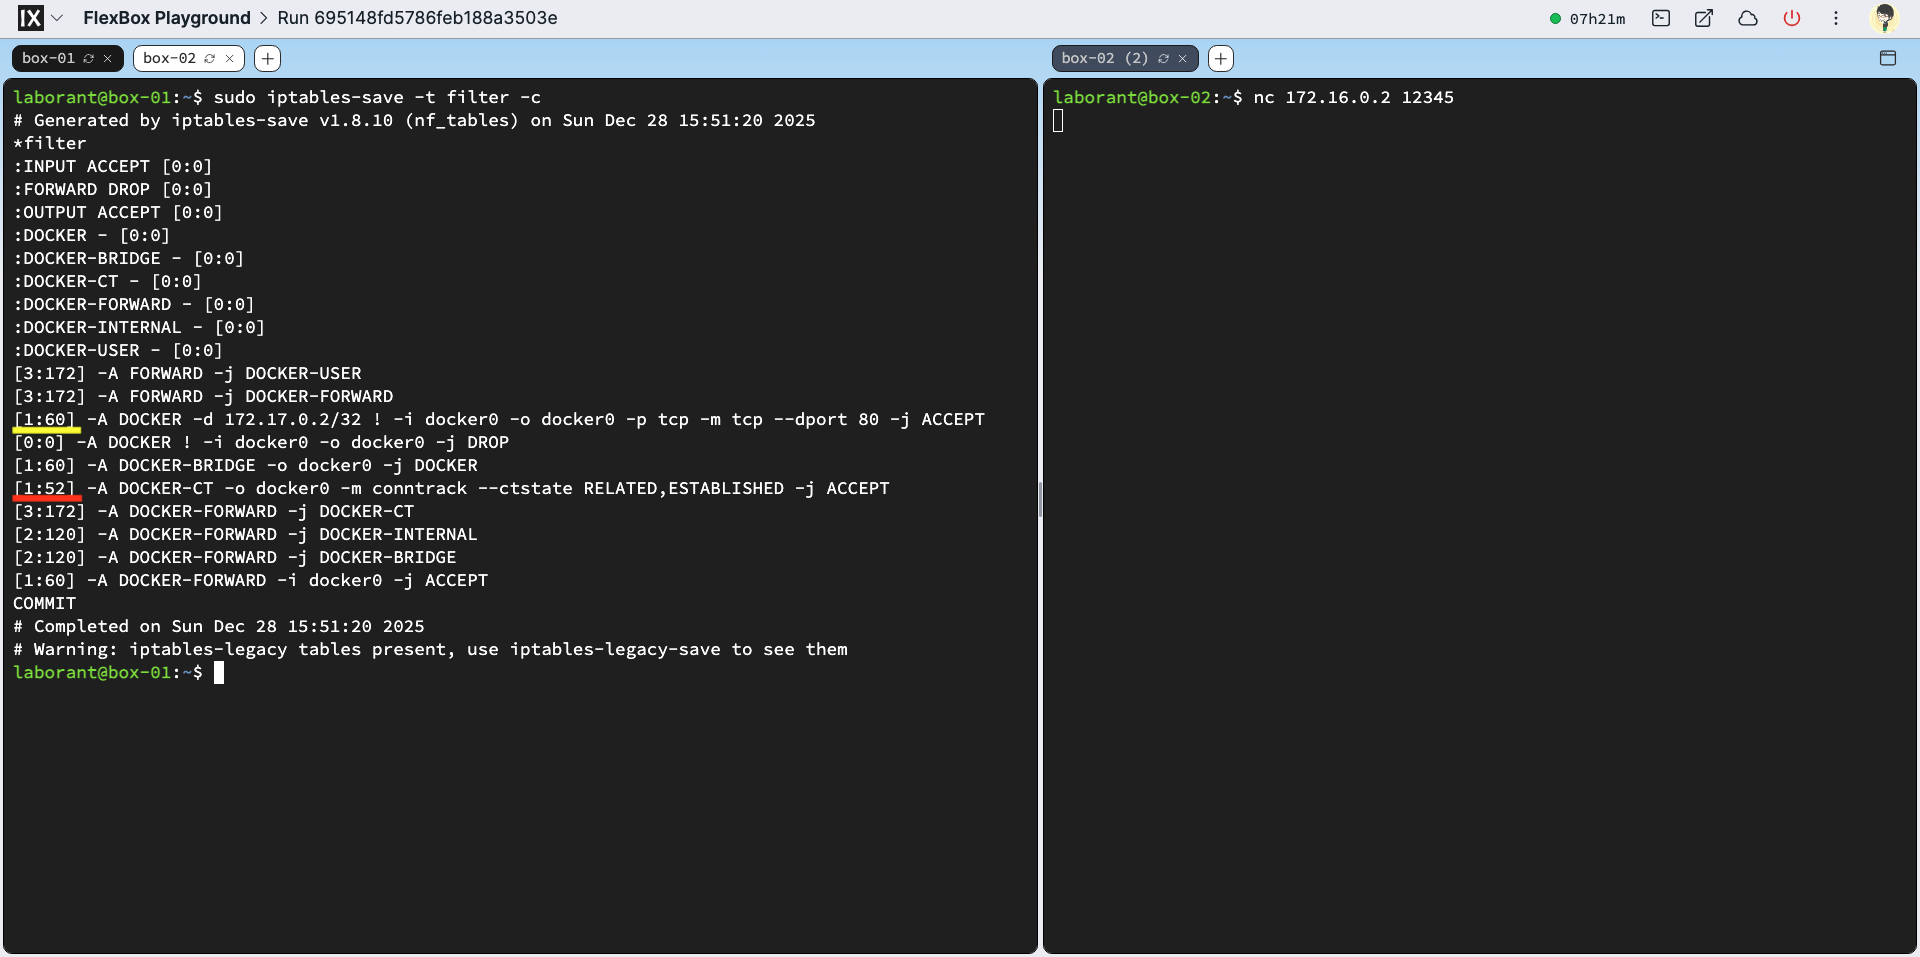 IX FlexBox Playground > Run 695148fd5786feb188a3503e 07h21m
box-01 box-02 +
box-02 (2) +
laborant@box-01:~$ sudo iptables-save -t filter -c
# Generated by iptables-save v1.8.10 (nf_tables) on Sun Dec 28 15:51:20 2025
*filter
:INPUT ACCEPT [0:0]
:FORWARD DROP [0:0]
:OUTPUT ACCEPT [0:0]
:DOCKER - [0:0]
:DOCKER-BRIDGE - [0:0]
:DOCKER-CT - [0:0]
:DOCKER-FORWARD - [0:0]
:DOCKER-INTERNAL - [0:0]
:DOCKER-USER - [0:0]
[3:172] -A FORWARD -j DOCKER-USER
[3:172] -A FORWARD -j DOCKER-FORWARD
[1:60] -A DOCKER -d 172.17.0.2/32 ! -i docker0 -o docker0 -p tcp -m tcp --dport 80 -j ACCEPT
[0:0] -A DOCKER ! -i docker0 -o docker0 -j DROP
[1:60] -A DOCKER-BRIDGE -o docker0 -j DOCKER
[1:52] -A DOCKER-CT -o docker0 -m conntrack --ctstate RELATED,ESTABLISHED -j ACCEPT
[3:172] -A DOCKER-FORWARD -j DOCKER-CT
[2:120] -A DOCKER-FORWARD -j DOCKER-INTERNAL
[2:120] -A DOCKER-FORWARD -j DOCKER-BRIDGE
[1:60] -A DOCKER-FORWARD -i docker0 -j ACCEPT
COMMIT
# Completed on Sun Dec 28 15:51:20 2025
# Warning: iptables-legacy tables present, use iptables-legacy-save to see them
laborant@box-01:~$
laborant@box-02:~$ nc 172.16.0.2 12345